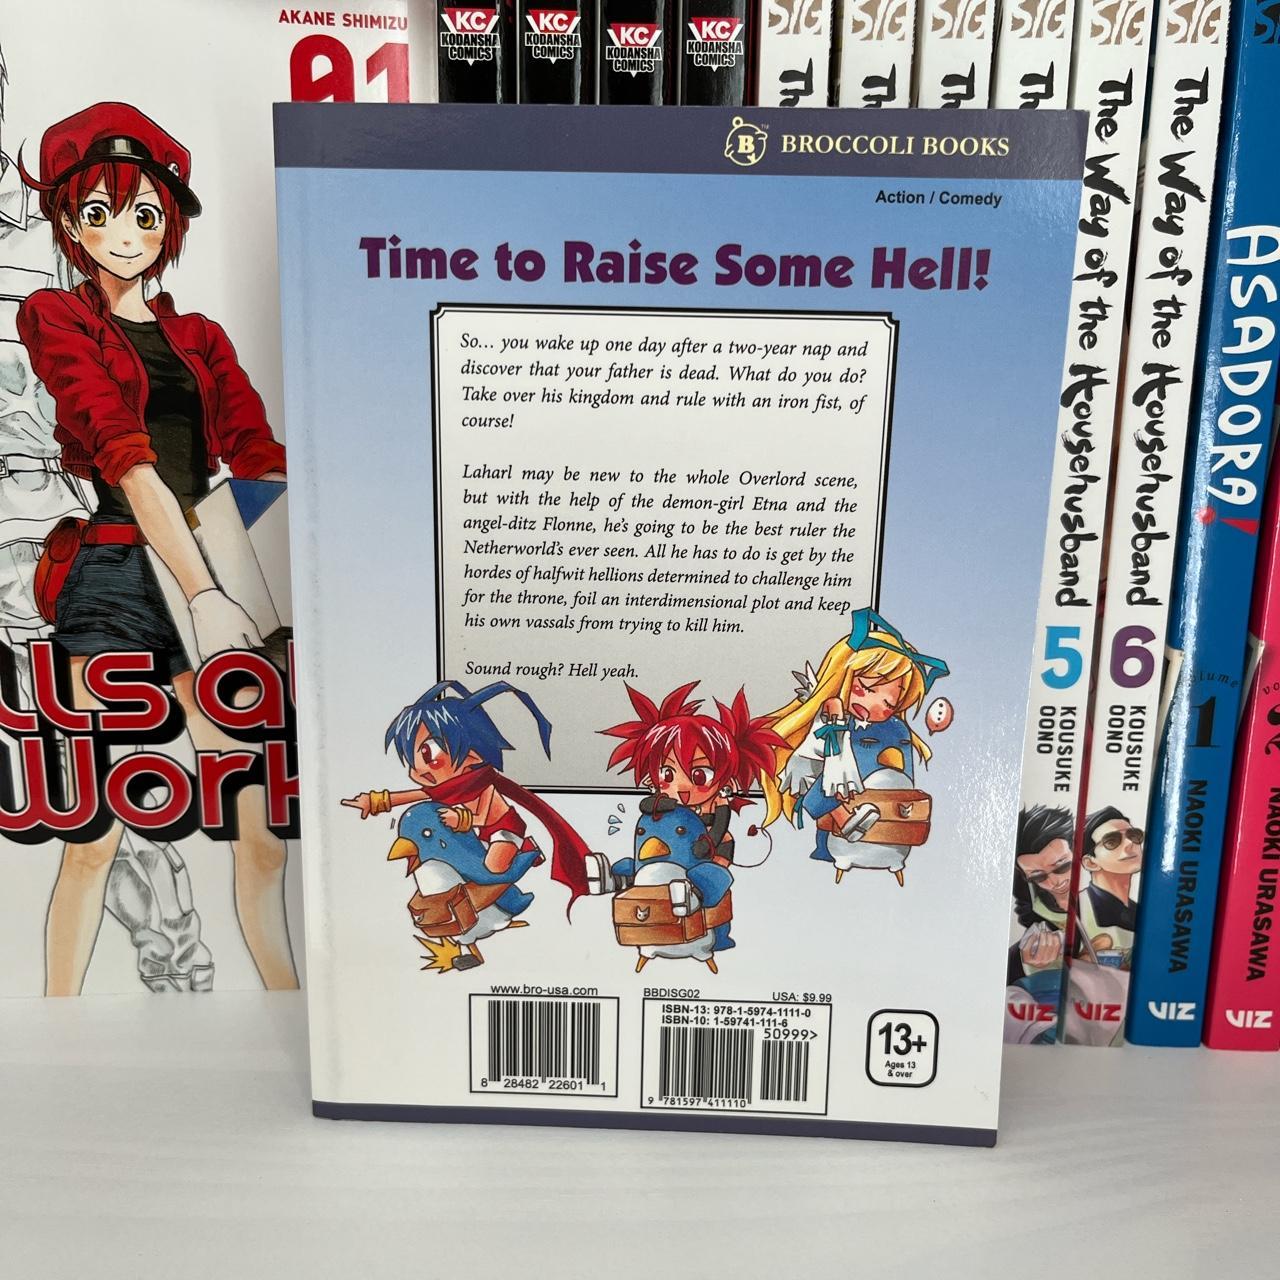 AKANE SHIMIZU
01
KC
KODANSHA
COMICS
KC
KODANSHA
COMICS
KC
KODANSHA
COMICS
KC
KODANSHA
COMICS
B
TM
BROCCOLI BOOKS
Action / Comedy
Time to Raise Some Hell!
So... you wake up one day after a two-year nap and
discover that your father is dead. What do you do?
Take over his kingdom and rule with an iron fist, of
course!
Laharl may be new to the whole Overlord scene,
but with the help of the demon-girl Etna and the
angel-ditz Flonne, he's going to be the best ruler the
Netherworld's ever seen. All he has to do is get by the
hordes of halfwit hellions determined to challenge him
for the throne, foil an interdimensional plot and keep
his own vassals from trying to kill him.
Sound rough? Hell yeah.
www.bro-usa.com
8 28482 22601 1
BBDISG02 USA: $9.99
ISBN-13: 978-1-5974-1111-0
ISBN-10: 1-59741-111-6
50999>
9 781597 411110
13+
Ages 13
& over
Work
The Way of the Househusband
5
KOUSUKE
OONO
VIZ
The Way of the Househusband
6
KOUSUKE
OONO
VIZ
ASADORA!
volume
1
NAOKI URASAWA
VIZ
NAOKI URASAWA
VIZ